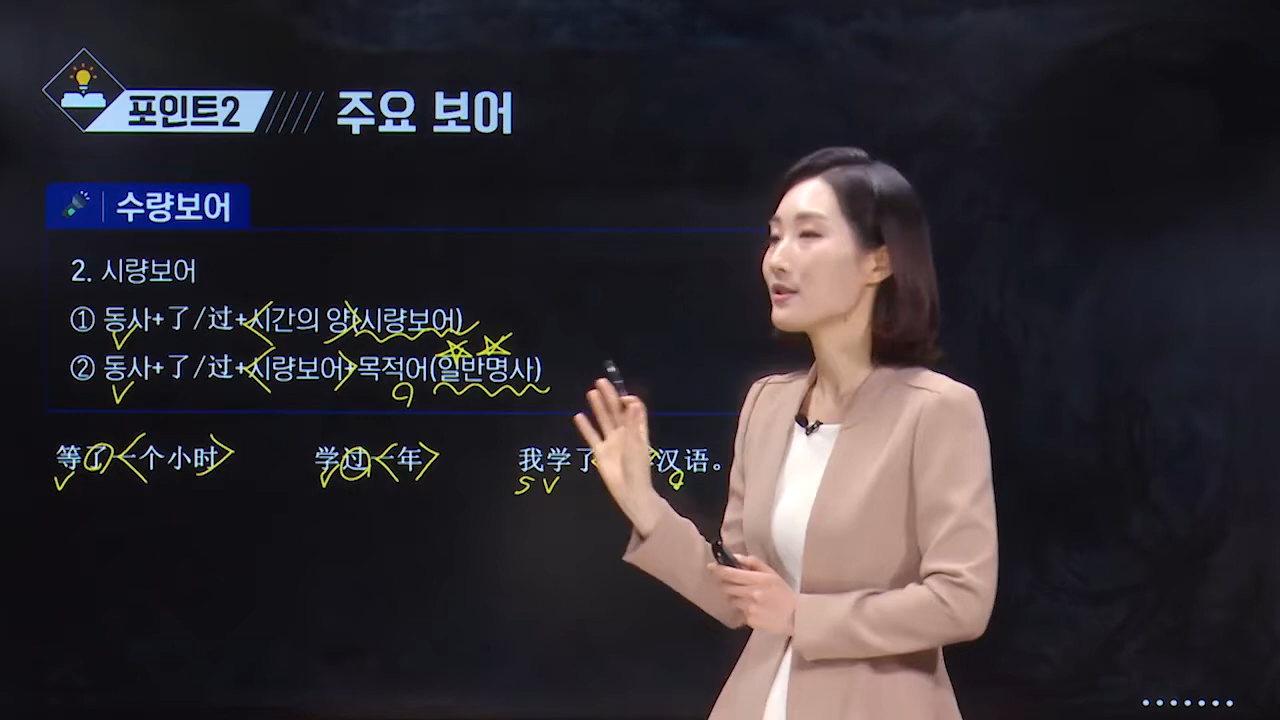 포인트2
주요 보어
수량보어
2. 시량보어
① 동사+了/过+시간의 양(시량보어)
② 동사+了/过+시량보어+목적어(일반명사)
等了一个小时 学过一年 我学了 汉语。
V V S V O